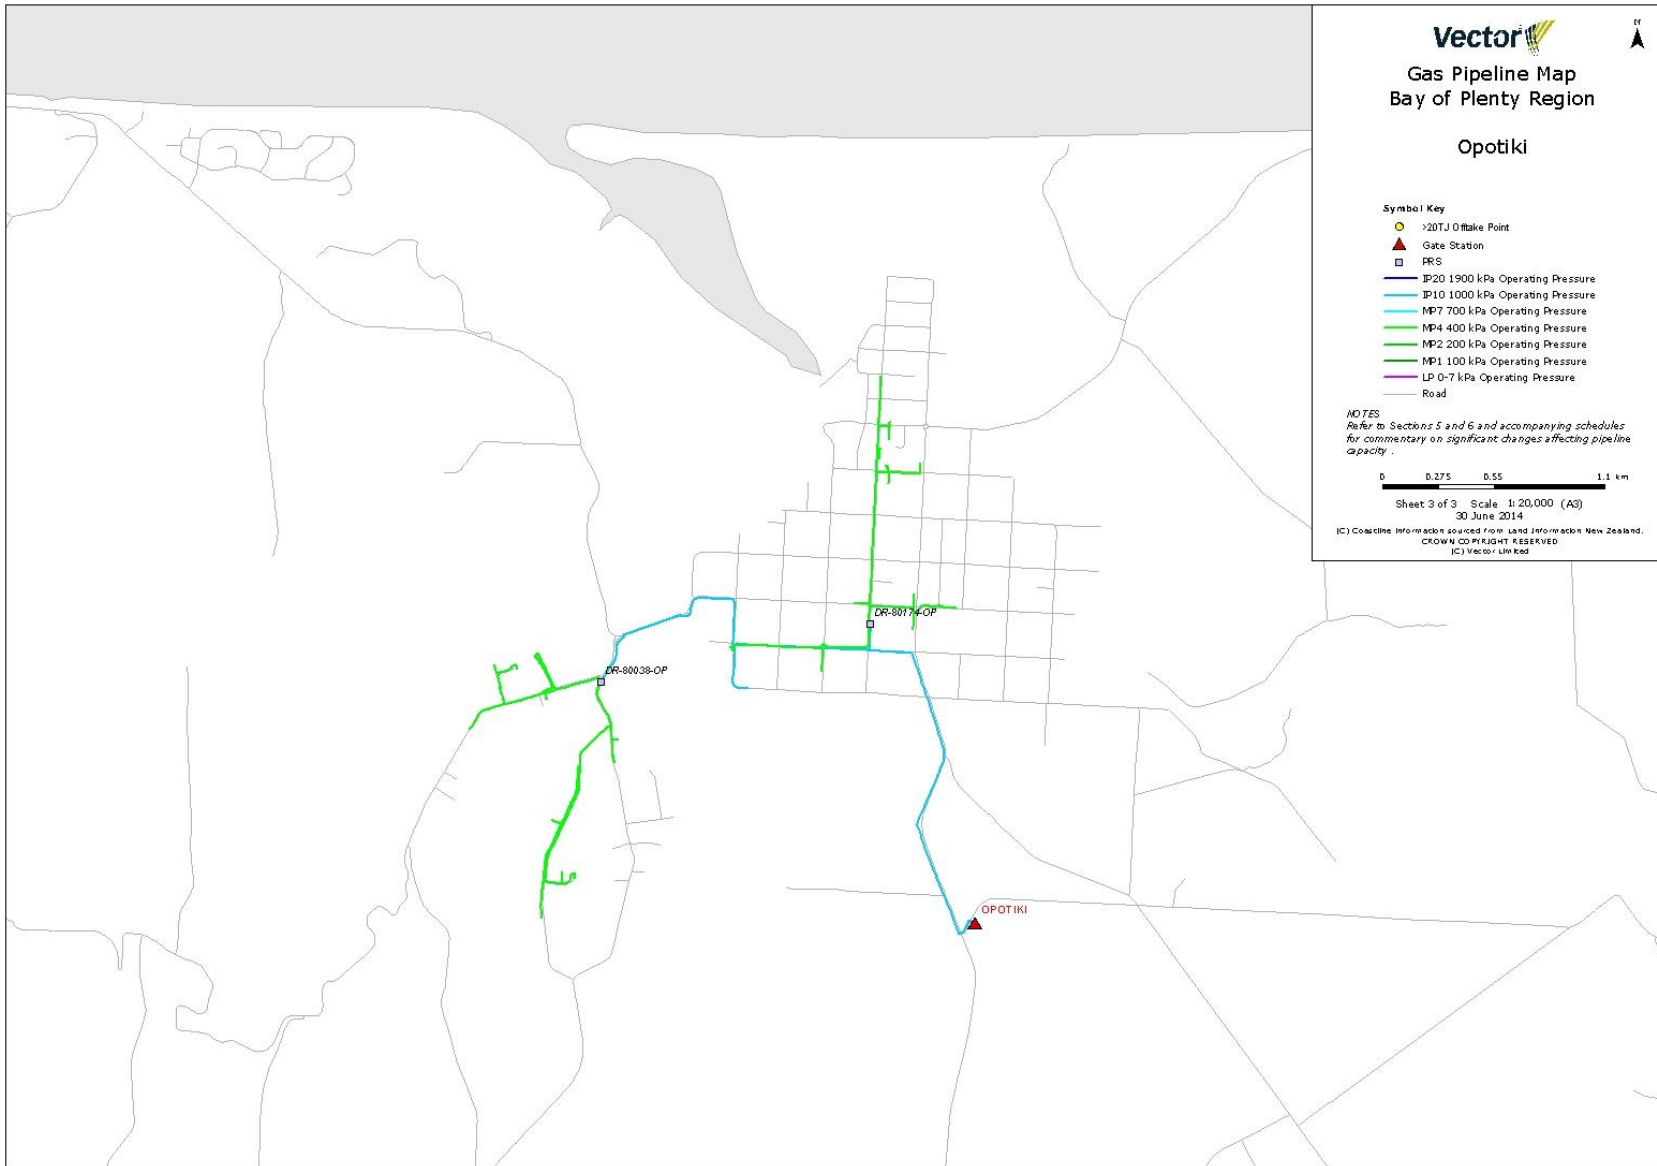 Vector
N
Gas Pipeline Map
Bay of Plenty Region
Opotiki
Symbol Key
>20TJ Offtake Point
Gate Station
PRS
IP20 1900 kPa Operating Pressure
IP10 1000 kPa Operating Pressure
MP7 700 kPa Operating Pressure
MP4 400 kPa Operating Pressure
MP2 200 kPa Operating Pressure
MP1 100 kPa Operating Pressure
LP 0-7 kPa Operating Pressure
Road
NOTES
Refer to Sections 5 and 6 and accompanying schedules
for commentary on significant changes affecting pipeline
capacity .
0 0.275 0.55 1.1 km
Sheet 3 of 3 Scale 1:20,000 (A3)
30 June 2014
(C) Coastline information sourced from Land Information New Zealand.
CROWN COPYRIGHT RESERVED
(C) Vector Limited
DR-80174-OP
DR-80038-OP
OPOTIKI